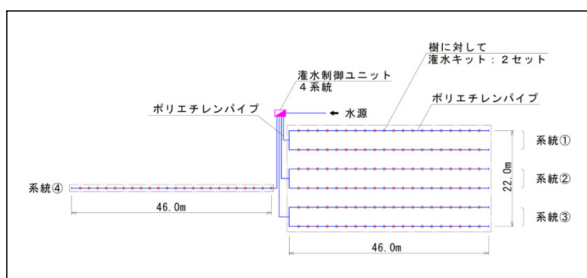 樹に対して
灌水キット：２セット
灌水制御ユニット
４系統
ポリエチレンパイプ
ポリエチレンパイプ
水源
系統①
系統②
系統③
系統④
22.0m
46.0m
46.0m